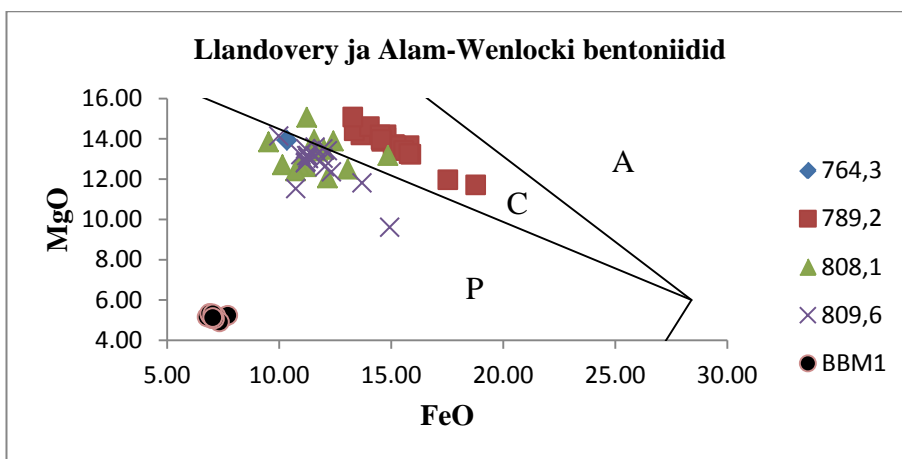 Llandovery ja Alam-Wenlocki bentoniidid
16.00
14.00
12.00
10.00
8.00
6.00
4.00
MgO
A
C
P
5.00 10.00 15.00 20.00 25.00 30.00
FeO
764,3
789,2
808,1
809,6
BBM1